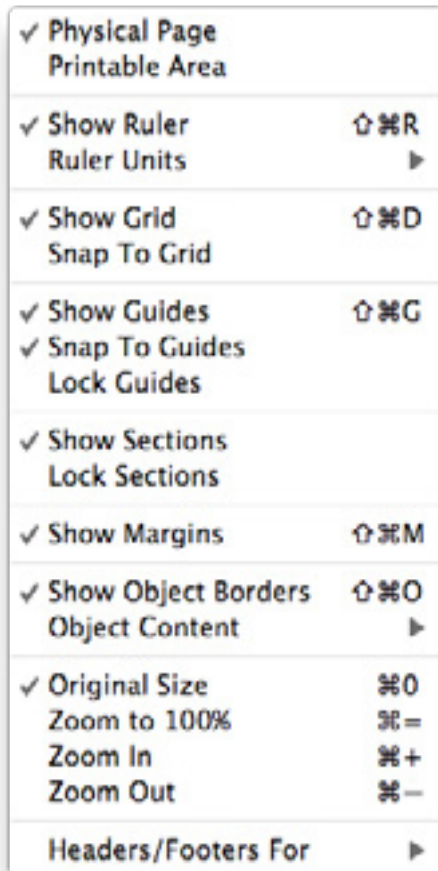 ✓ Physical Page
Printable Area
✓ Show Ruler ⇧⌘R
Ruler Units ▶
✓ Show Grid ⇧⌘D
Snap To Grid
✓ Show Guides ⇧⌘G
✓ Snap To Guides
Lock Guides
✓ Show Sections
Lock Sections
✓ Show Margins ⇧⌘M
✓ Show Object Borders ⇧⌘O
Object Content ▶
✓ Original Size ⌘0
Zoom to 100% ⌘=
Zoom In ⌘+
Zoom Out ⌘−
Headers/Footers For ▶